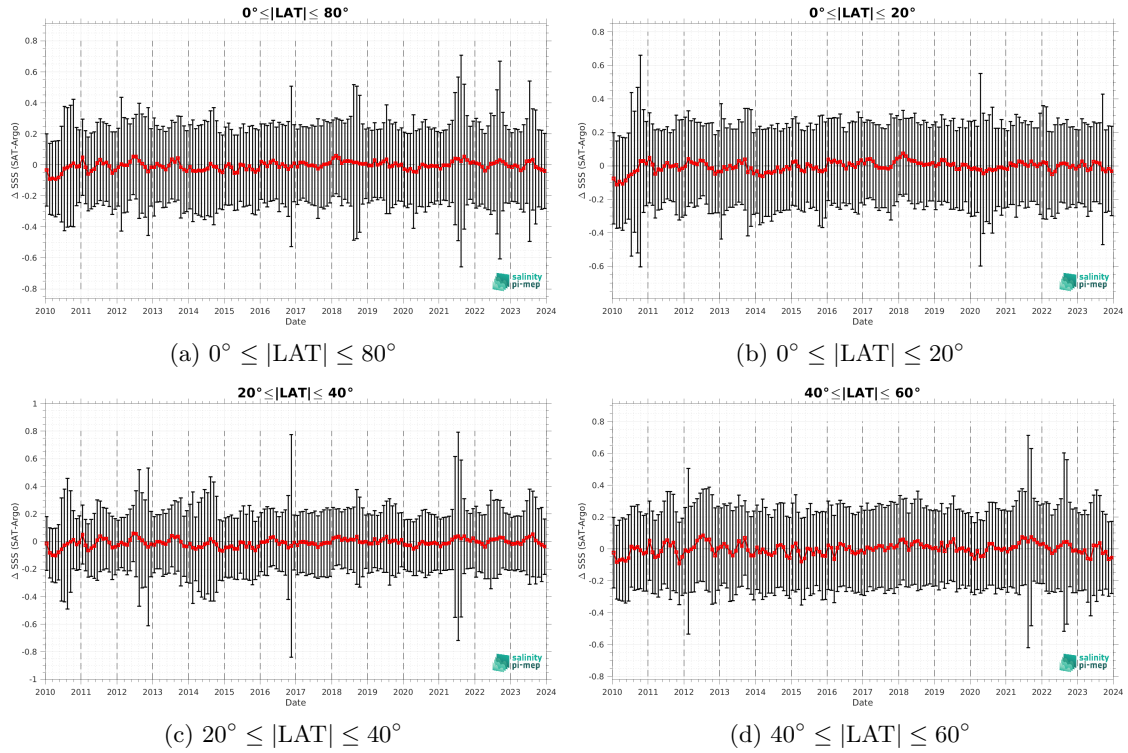 0°≤|LAT|≤ 80°
0.8
0.6
0.4
0.2
0
-0.2
-0.4
-0.6
-0.8
Δ SSS (SAT-Argo)
salinity
pi-mep
2010 2011 2012 2013 2014 2015 2016 2017 2018 2019 2020 2021 2022 2023 2024
Date
(a) 0° ≤ |LAT| ≤ 80°
0°≤|LAT|≤ 20°
0.8
0.6
0.4
0.2
0
-0.2
-0.4
-0.6
Δ SSS (SAT-Argo)
salinity
pi-mep
2010 2011 2012 2013 2014 2015 2016 2017 2018 2019 2020 2021 2022 2023 2024
Date
(b) 0° ≤ |LAT| ≤ 20°
20°≤|LAT|≤ 40°
1
0.8
0.6
0.4
0.2
0
-0.2
-0.4
-0.6
-0.8
-1
Δ SSS (SAT-Argo)
salinity
pi-mep
2010 2011 2012 2013 2014 2015 2016 2017 2018 2019 2020 2021 2022 2023 2024
Date
(c) 20° ≤ |LAT| ≤ 40°
40°≤|LAT|≤ 60°
0.8
0.6
0.4
0.2
0
-0.2
-0.4
-0.6
-0.8
Δ SSS (SAT-Argo)
salinity
pi-mep
2010 2011 2012 2013 2014 2015 2016 2017 2018 2019 2020 2021 2022 2023 2024
Date
(d) 40° ≤ |LAT| ≤ 60°